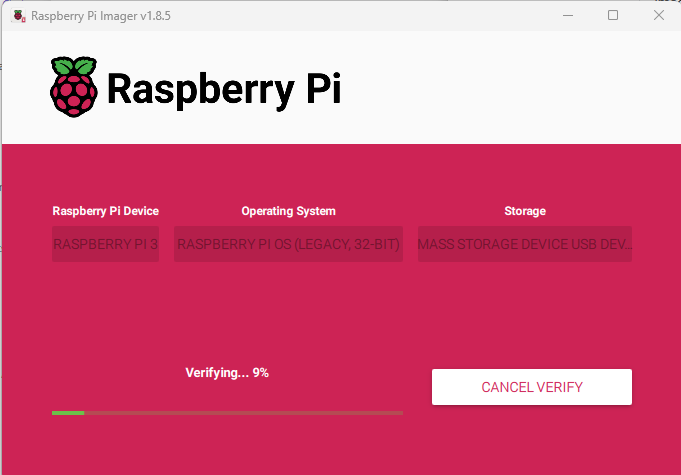 Raspberry Pi Imager v1.8.5
Raspberry Pi
Raspberry Pi Device
Operating System
Storage
RASPBERRY PI 3
RASPBERRY PI OS (LEGACY, 32-BIT)
MASS STORAGE DEVICE USB DEV...
Verifying... 9%
CANCEL VERIFY